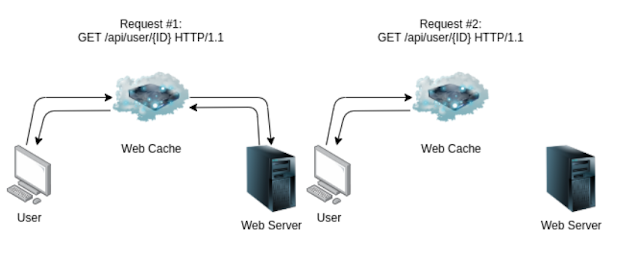 Request #1:
GET /api/user/{ID} HTTP/1.1
Request #2:
GET /api/user/{ID} HTTP/1.1
Web Cache
Web Cache
User
Web Server
User
Web Server